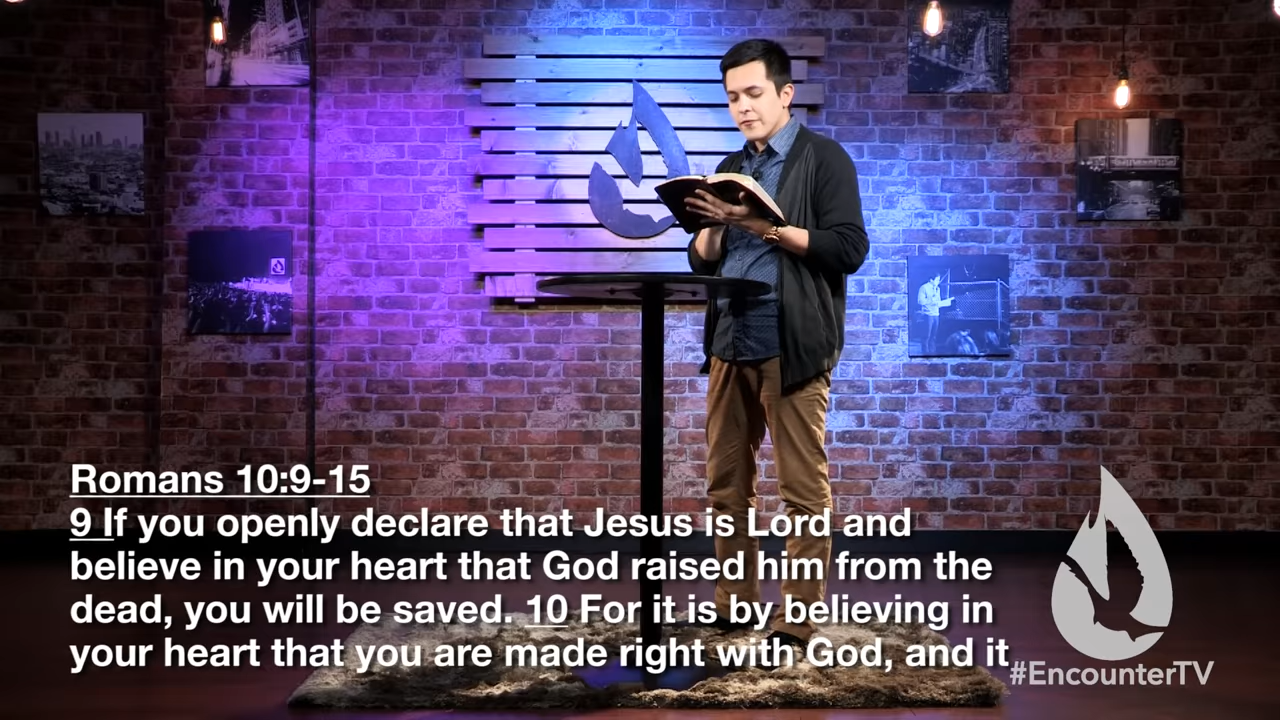 Romans 10:9-15
9 If you openly declare that Jesus is Lord and
believe in your heart that God raised him from the
dead, you will be saved. 10 For it is by believing in
your heart that you are made right with God, and it
#EncounterTV